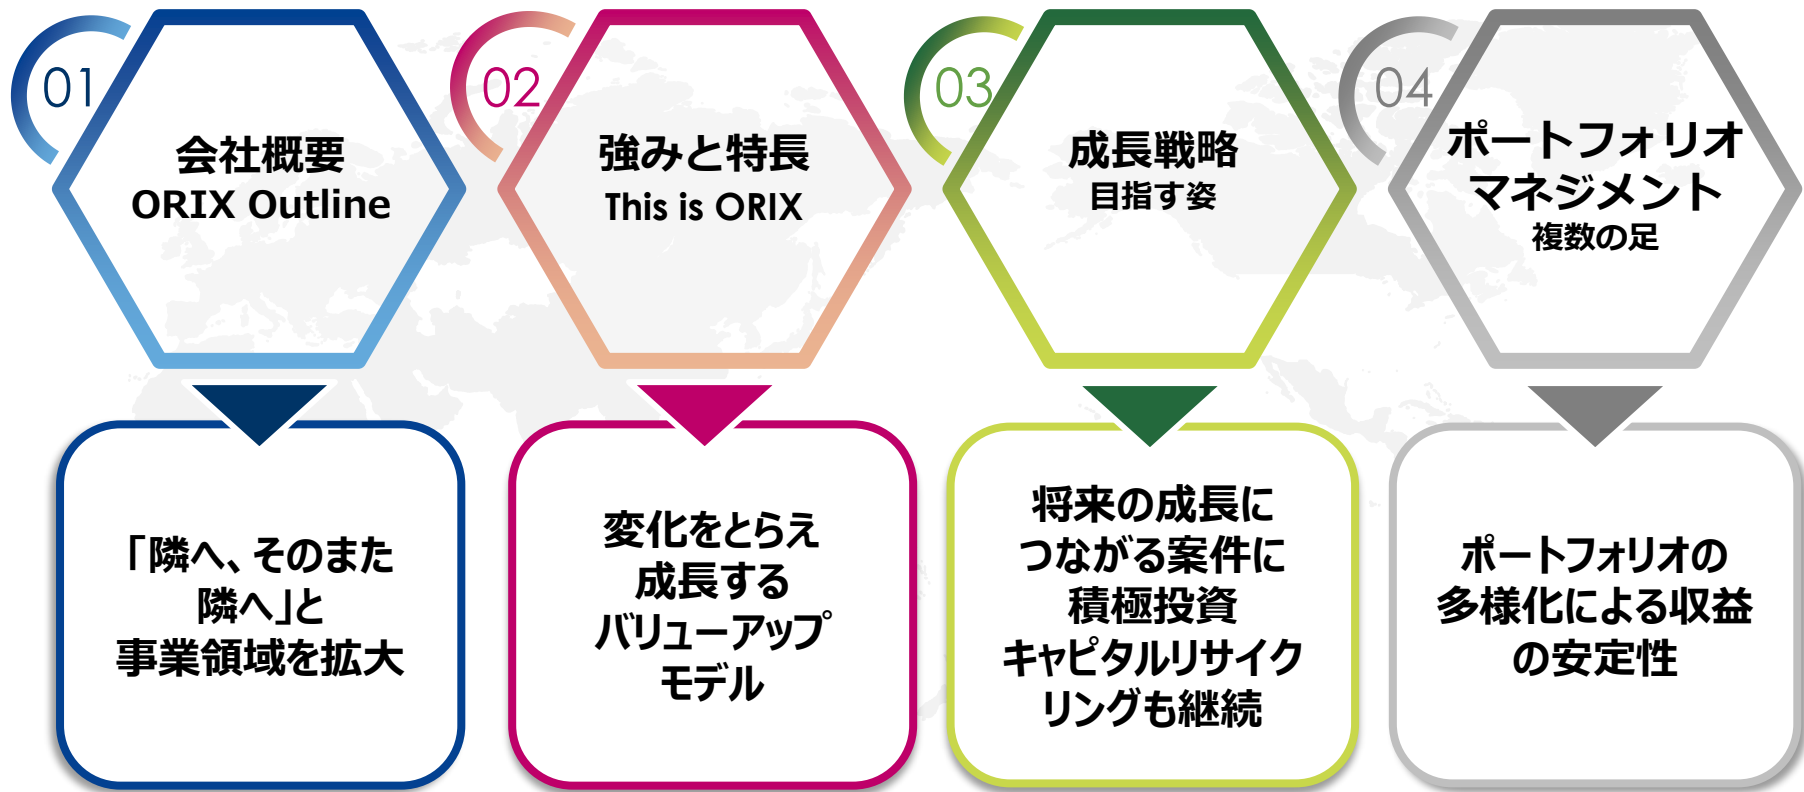 01
会社概要
ORIX Outline
「隣へ、そのまた
隣へ」と
事業領域を拡大
02
強みと特長
This is ORIX
変化をとらえ
成長する
バリューアップ
モデル
03
成長戦略
目指す姿
将来の成長に
つながる案件に
積極投資
キャピタルリサイク
リングも継続
04
ポートフォリオ
マネジメント
複数の足
ポートフォリオの
多様化による収益
の安定性